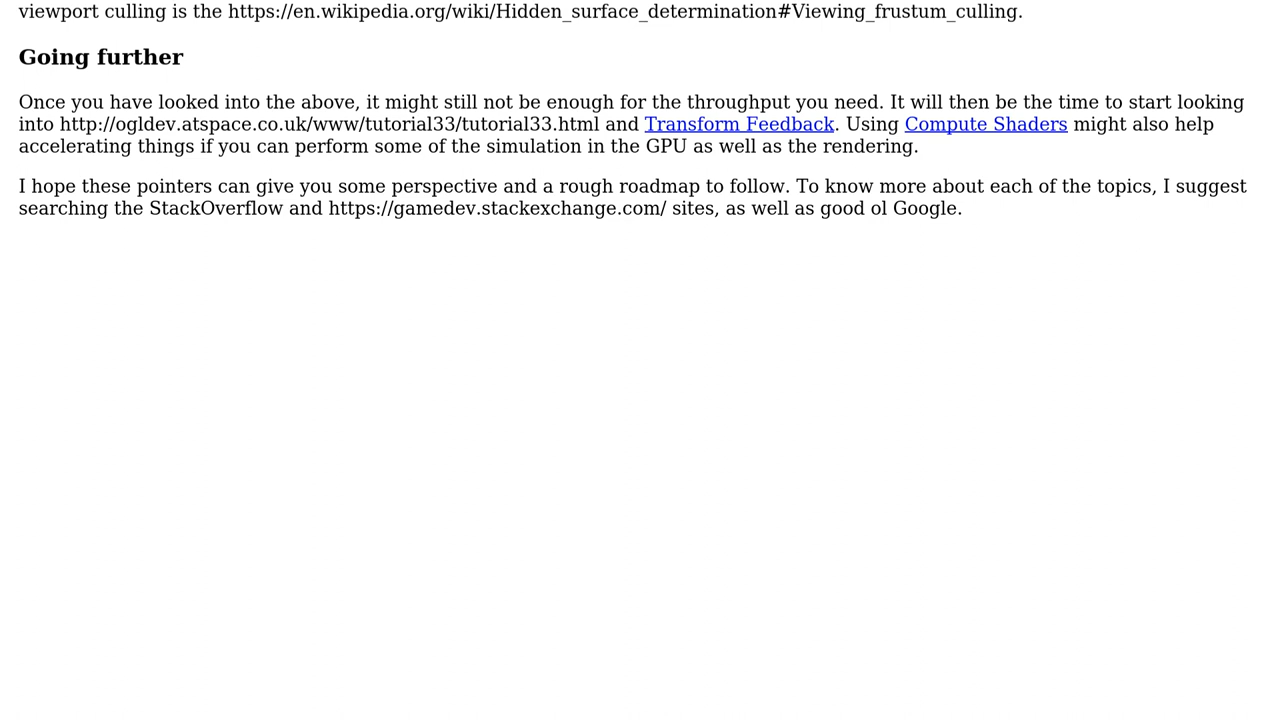 viewport culling is the https://en.wikipedia.org/wiki/Hidden_surface_determination#Viewing_frustum_culling.
Going further
Once you have looked into the above, it might still not be enough for the throughput you need. It will then be the time to start looking
into http://ogldev.atspace.co.uk/www/tutorial33/tutorial33.html and Transform Feedback. Using Compute Shaders might also help
accelerating things if you can perform some of the simulation in the GPU as well as the rendering.
I hope these pointers can give you some perspective and a rough roadmap to follow. To know more about each of the topics, I suggest
searching the StackOverflow and https://gamedev.stackexchange.com/ sites, as well as good ol Google.